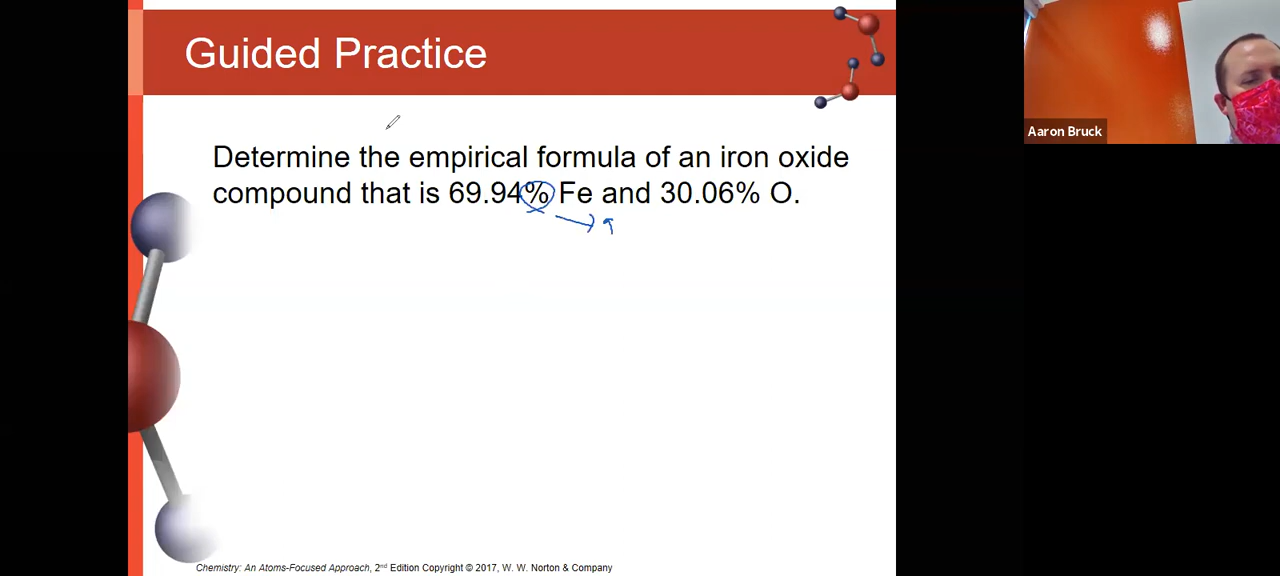 Guided Practice
Aaron Bruck
Determine the empirical formula of an iron oxide
compound that is 69.94% Fe and 30.06% O.
Chemistry: An Atoms-Focused Approach, 2nd Edition Copyright © 2017, W. W. Norton & Company